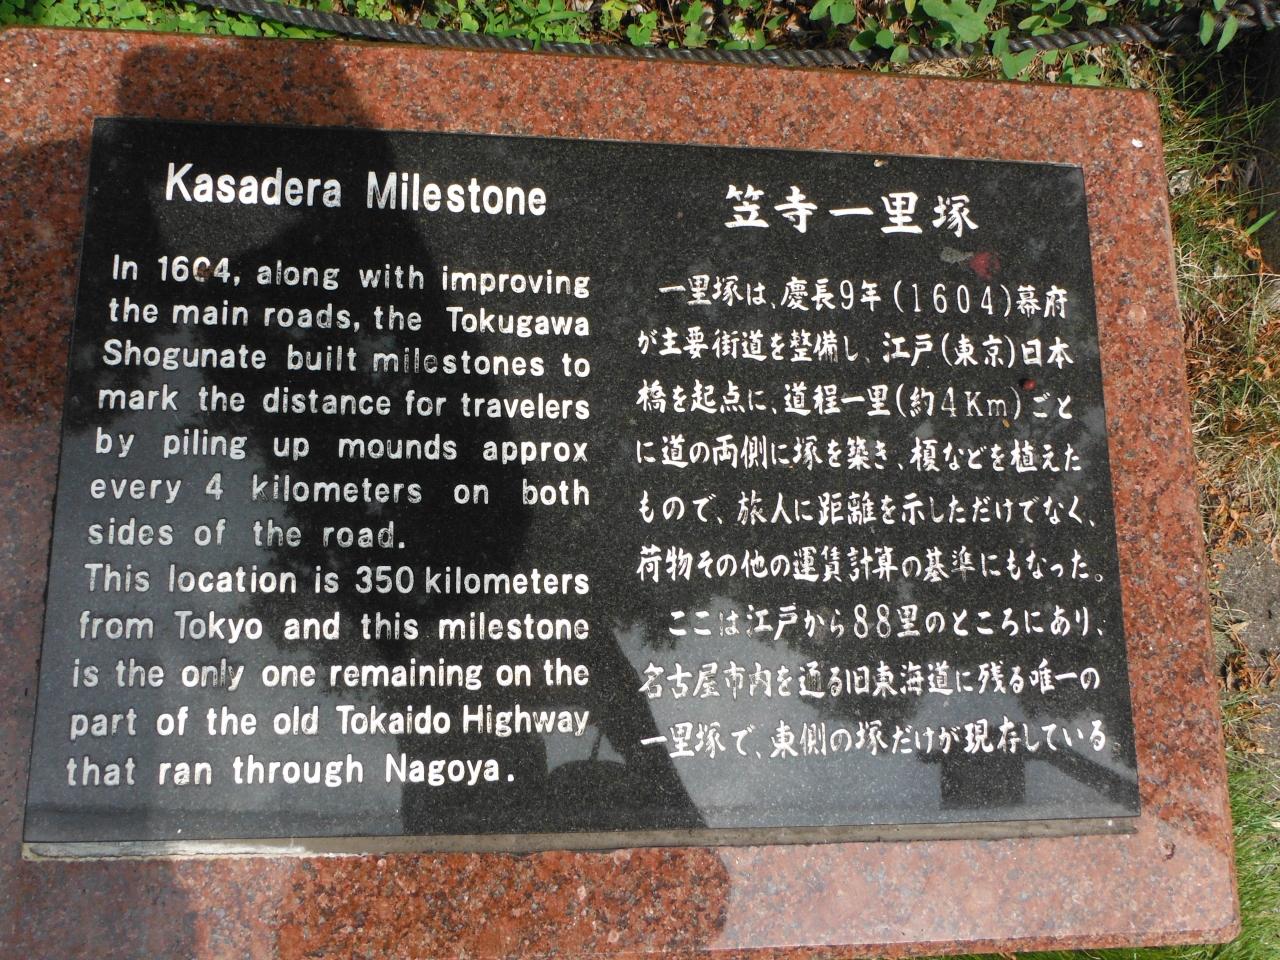 Kasadera Milestone
In 1604, along with improving
the main roads, the Tokugawa
Shogunate built milestones to
mark the distance for travelers
by piling up mounds approx
every 4 kilometers on both
sides of the road.
This location is 350 kilometers
from Tokyo and this milestone
is the only one remaining on the
part of the old Tokaido Highway
that ran through Nagoya.
笠寺一里塚
一里塚は、慶長9年(1604)幕府
が主要街道を整備し、江戸(東京)日本
橋を起点に、道程一里(約4Km)ごと
に道の両側に塚を築き、榎などを植えた
もので、旅人に距離を示しただけでなく、
荷物その他の運賃計算の基準にもなった。
ここは江戸から88里のところにあり、
名古屋市内を通る旧東海道に残る唯一の
一里塚で、東側の塚だけが現存している